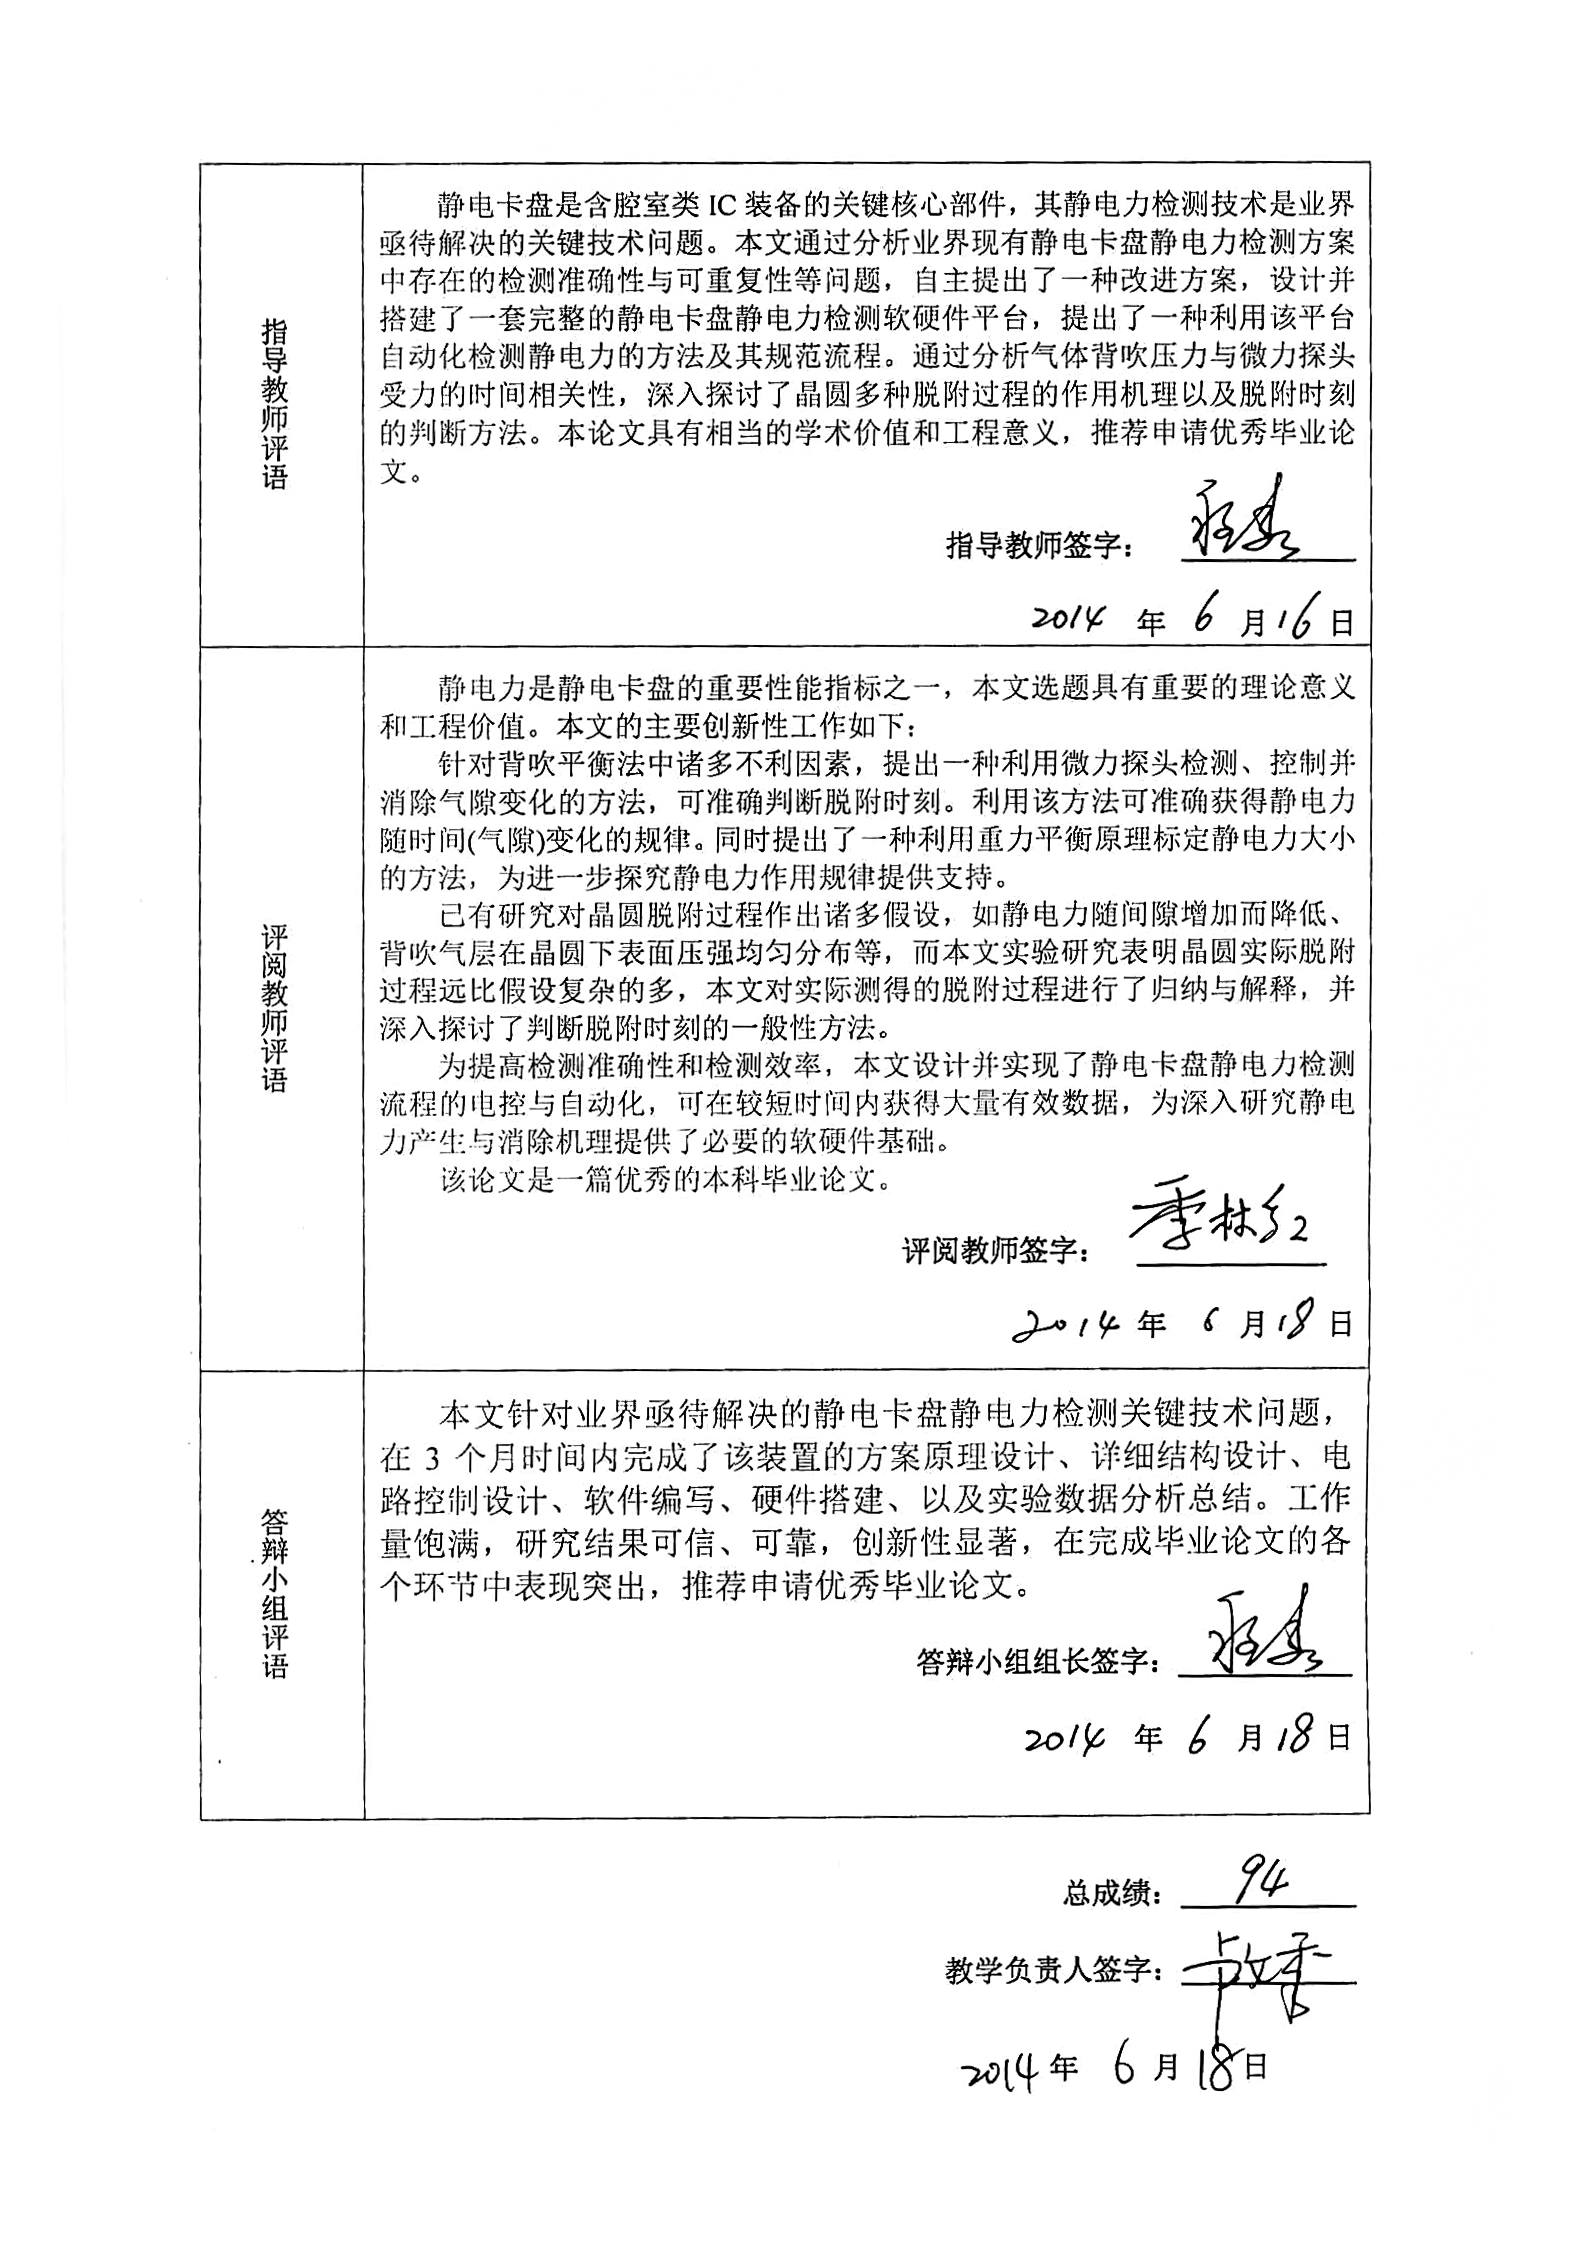 指导教师评语
静电卡盘是含腔室类 IC 装备的关键核心部件，其静电力检测技术是业界
亟待解决的关键技术问题。本文通过分析业界现有静电卡盘静电力检测方案
中存在的检测准确性与可重复性等问题，自主提出了一种改进方案，设计并
搭建了一套完整的静电卡盘静电力检测软硬件平台，提出了一种利用该平台
自动化检测静电力的方法及其规范流程。通过分析气体背吹压力与微力探头
受力的时间相关性，深入探讨了晶圆多种脱附过程的作用机理以及脱附时刻
的判断方法。本论文具有相当的学术价值和工程意义，推荐申请优秀毕业论
文。
指导教师签字：
2014 年 6 月 16 日
评阅教师评语
静电力是静电卡盘的重要性能指标之一，本文选题具有重要的理论意义
和工程价值。本文的主要创新性工作如下：
针对背吹平衡法中诸多不利因素，提出一种利用微力探头检测、控制并
消除气隙变化的方法，可准确判断脱附时刻。利用该方法可准确获得静电力
随时间(气隙)变化的规律。同时提出了一种利用重力平衡原理标定静电力大小
的方法，为进一步探究静电力作用规律提供支持。
已有研究对晶圆脱附过程作出诸多假设，如静电力随间隙增加而降低、
背吹气层在晶圆下表面压强均匀分布等，而本文实验研究表明晶圆实际脱附
过程远比假设复杂的多，本文对实际测得的脱附过程进行了归纳与解释，并
深入探讨了判断脱附时刻的一般性方法。
为提高检测准确性和检测效率，本文设计并实现了静电卡盘静电力检测
流程的电控与自动化，可在较短时间内获得大量有效数据，为深入研究静电
力产生与消除机理提供了必要的软硬件基础。
该论文是一篇优秀的本科毕业论文。
评阅教师签字： 季林红
2014 年 6 月 18 日
答辩小组评语
本文针对业界亟待解决的静电卡盘静电力检测关键技术问题，
在 3 个月时间内完成了该装置的方案原理设计、详细结构设计、电
路控制设计、软件编写、硬件搭建、以及实验数据分析总结。工作
量饱满，研究结果可信、可靠，创新性显著，在完成毕业论文的各
个环节中表现突出，推荐申请优秀毕业论文。
答辩小组组长签字：
2014 年 6 月 18 日
总成绩： 94
教学负责人签字：
2014 年 6 月 18 日